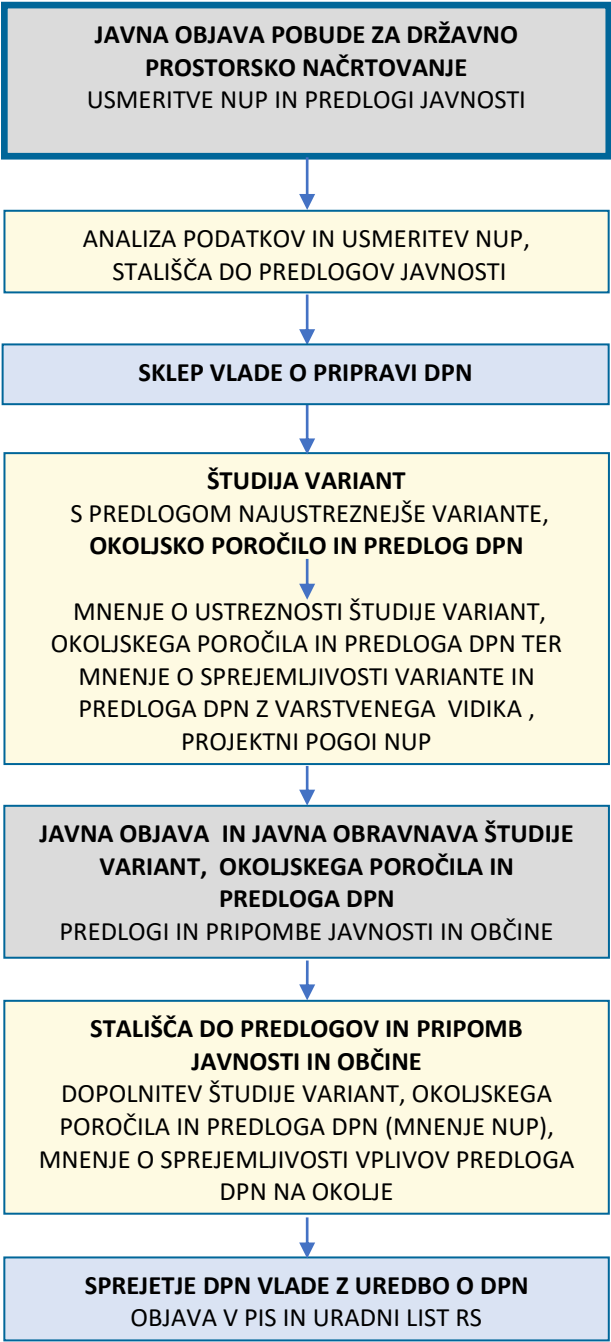 JAVNA OBJAVA POBUDE ZA DRŽAVNO
PROSTORSKO NAČRTOVANJE
USMERITVE NUP IN PREDLOGI JAVNOSTI
ANALIZA PODATKOV IN USMERITEV NUP,
STALIŠČA DO PREDLOGOV JAVNOSTI
SKLEP VLADE O PRIPRAVI DPN
ŠTUDIJA VARIANT
S PREDLOGOM NAJUSTREZNEJŠE VARIANTE,
OKOLJSKO POROČILO IN PREDLOG DPN
MNENJE O USTREZNOSTI ŠTUDIJE VARIANT,
OKOLJSKEGA POROČILA IN PREDLOGA DPN TER
MNENJE O SPREJEMLJIVOSTI VARIANTE IN
PREDLOGA DPN Z VARSTVENEGA VIDIKA ,
PROJEKTNI POGOI NUP
JAVNA OBJAVA IN JAVNA OBRAVNAVA ŠTUDIJE
VARIANT, OKOLJSKEGA POROČILA IN
PREDLOGA DPN
PREDLOGI IN PRIPOMBE JAVNOSTI IN OBČINE
STALIŠČA DO PREDLOGOV IN PRIPOMB
JAVNOSTI IN OBČINE
DOPOLNITEV ŠTUDIJE VARIANT, OKOLJSKEGA
POROČILA IN PREDLOGA DPN (MNENJE NUP),
MNENJE O SPREJEMLJIVOSTI VPLIVOV PREDLOGA
DPN NA OKOLJE
SPREJETJE DPN VLADE Z UREDBO O DPN
OBJAVA V PIS IN URADNI LIST RS